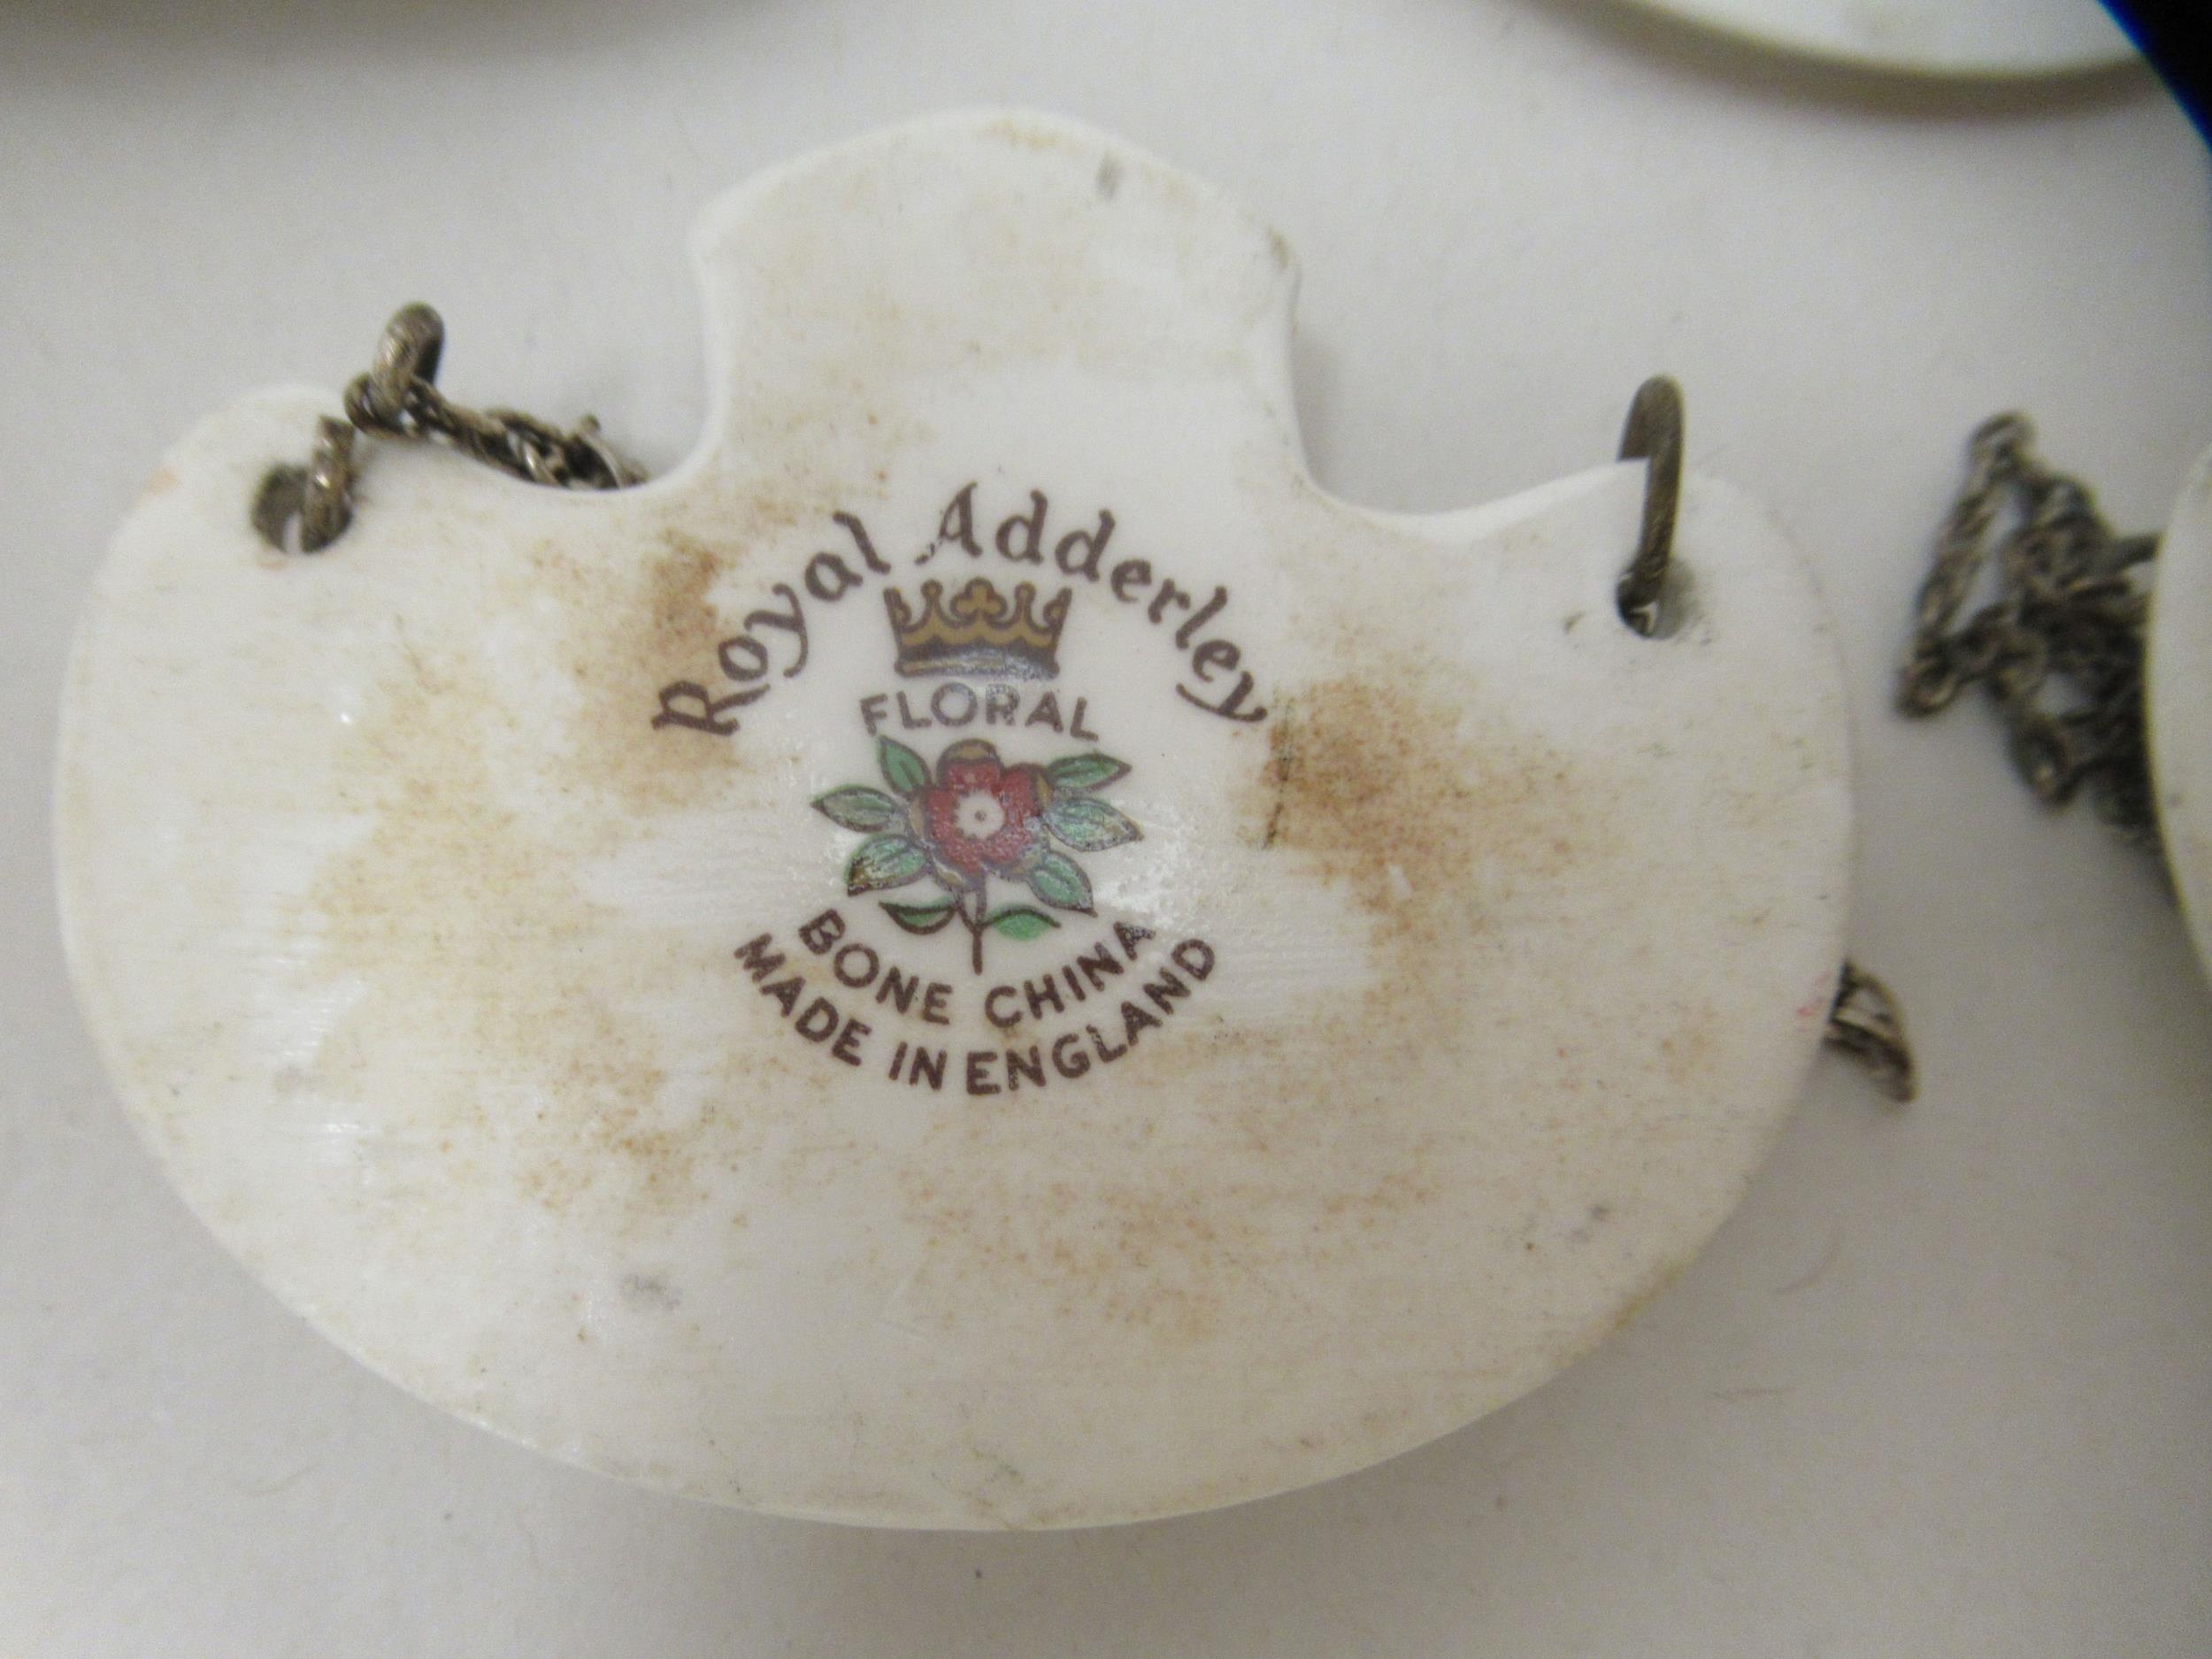 Royal Adderley
FLORAL
BONE CHINA
MADE IN ENGLAND